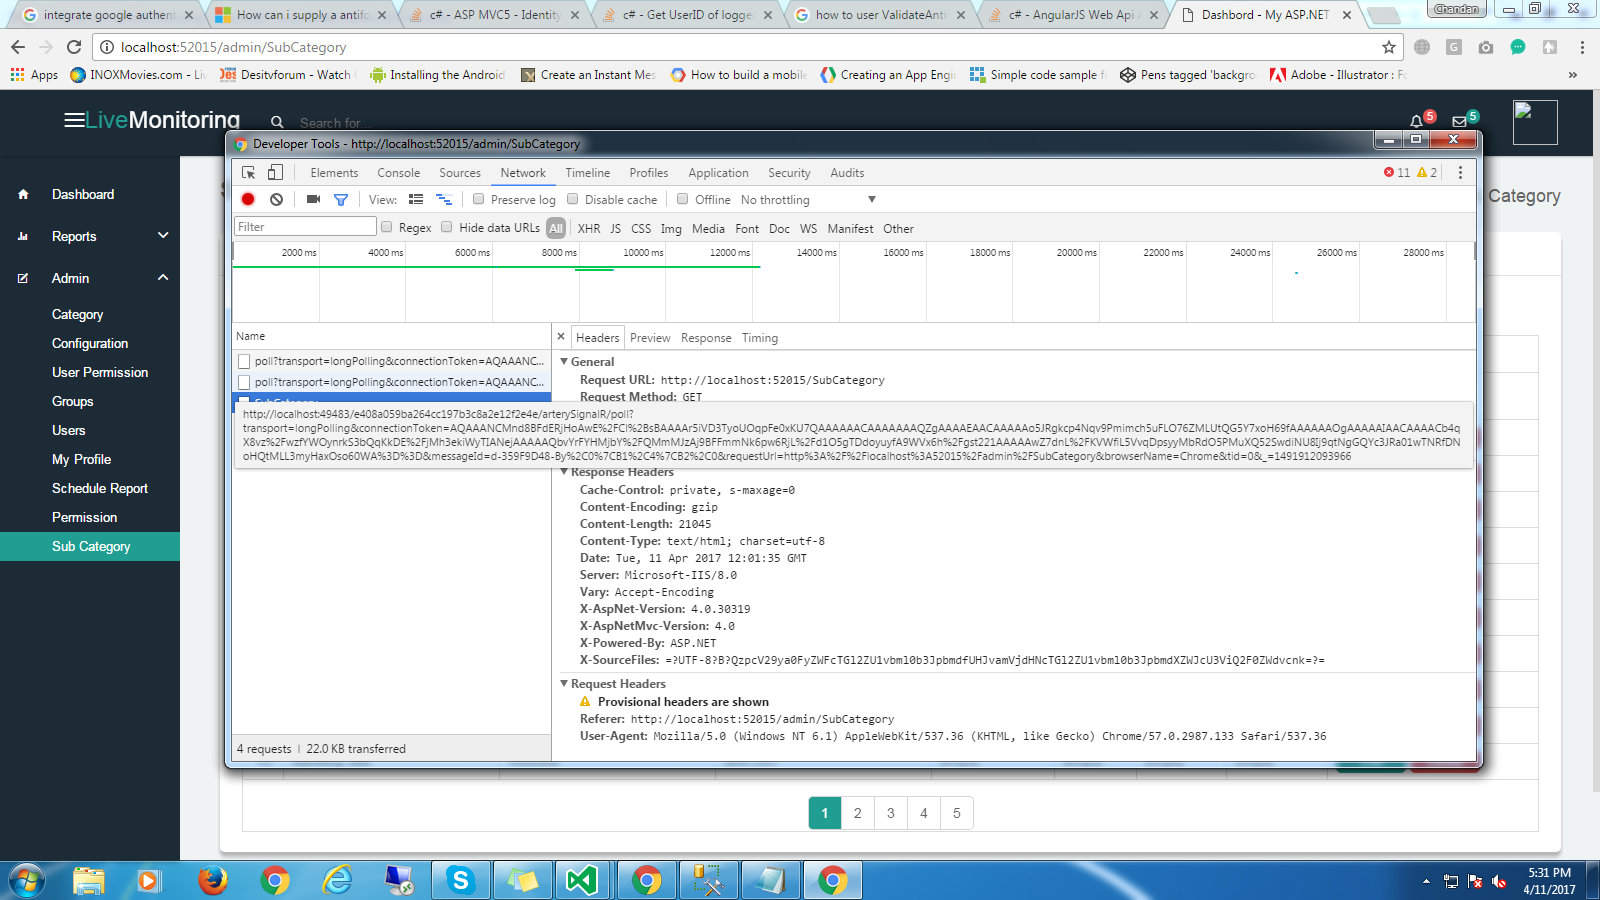 integrate google authent
How can i supply a antifo
c# - ASP MVC5 - Identity
c# - Get UserID of logge
how to user ValidateAnti
c# - AngularJS Web Api A
Dashbord - My ASP.NET
Chandan
localhost:52015/admin/SubCategory
Apps
INOXMovies.com - Liv
Desitvforum - Watch
Installing the Android
Create an Instant Mes
How to build a mobile
Creating an App Engin
Simple code sample f
Pens tagged 'backgro
Adobe - Illustrator : Fo
LiveMonitoring
Search for...
5
5
Developer Tools - http://localhost:52015/admin/SubCategory
Elements Console Sources Network Timeline Profiles Application Security Audits
11 2
View: Preserve log Disable cache Offline No throttling
Filter Regex Hide data URLs All XHR JS CSS Img Media Font Doc WS Manifest Other
2000 ms 4000 ms 6000 ms 8000 ms 10000 ms 12000 ms 14000 ms 16000 ms 18000 ms 20000 ms 22000 ms 24000 ms 26000 ms 28000 ms
Name
poll?transport=longPolling&connectionToken=AQAAANC...
poll?transport=longPolling&connectionToken=AQAAANC...
SubCategory
4 requests | 22.0 KB transferred
Headers Preview Response Timing
General
Request URL: http://localhost:52015/SubCategory
Request Method: GET
http://localhost:49483/e408a059ba264cc197b3c8a2e12f2e4e/arterySignalR/poll?
transport=longPolling&connectionToken=AQAAANCMnd8BFdERjHoAwE%2FCl%2BsBAAAAr5iVD3TyoUOqpFe0xKU7QAAAAAACAAAAAAAQZgAAAAEAACAAAAAo5JRgkcp4Nqv9Pmimch5uFLO76ZMLUtQG5Y7xoH69fAAAAAAOgAAAAAIAACAAAACb4q
X8vz%2FwzfYWOynrkS3bQqKkDE%2FjMh3ekiWyTIANejAAAAAQbvYrFYHMjbY%2FQMmMJzAj9BFFmmNk6pw6RjL%2Fd1O5gTDdoyuyfA9WVx6h%2Fgst221AAAAAwZ7dnL%2FKVWfiL5VvqDpsyyMbRdO5PMuXQ52SwdiNU8Ij9qtNgGQYc3JRa01wTNRfDN
oHQtMLL3myHaxOso60WA%3D%3D&messageId=d-359F9D48-By%2C0%7CB1%2C4%7CB2%2C0&requestUrl=http%3A%2F%2Flocalhost%3A52015%2Fadmin%2FSubCategory&browserName=Chrome&tid=0&_=1491912093966
Response Headers
Cache-Control: private, s-maxage=0
Content-Encoding: gzip
Content-Length: 21045
Content-Type: text/html; charset=utf-8
Date: Tue, 11 Apr 2017 12:01:35 GMT
Server: Microsoft-IIS/8.0
Vary: Accept-Encoding
X-AspNet-Version: 4.0.30319
X-AspNetMvc-Version: 4.0
X-Powered-By: ASP.NET
X-SourceFiles: =?UTF-8?B?QzpcV29ya0FyZWFcTGl2ZU1vbml0b3JpbmdfUHJvamVjdHNcTGl2ZU1vbml0b3JpbmdXZWJcU3ViQ2F0ZWdvcnk=?=
Request Headers
Provisional headers are shown
Referer: http://localhost:52015/admin/SubCategory
User-Agent: Mozilla/5.0 (Windows NT 6.1) AppleWebKit/537.36 (KHTML, like Gecko) Chrome/57.0.2987.133 Safari/537.36
Dashboard
Reports
Admin
Category
Configuration
User Permission
Groups
Users
My Profile
Schedule Report
Permission
Sub Category
Category
1 2 3 4 5
5:31 PM
4/11/2017